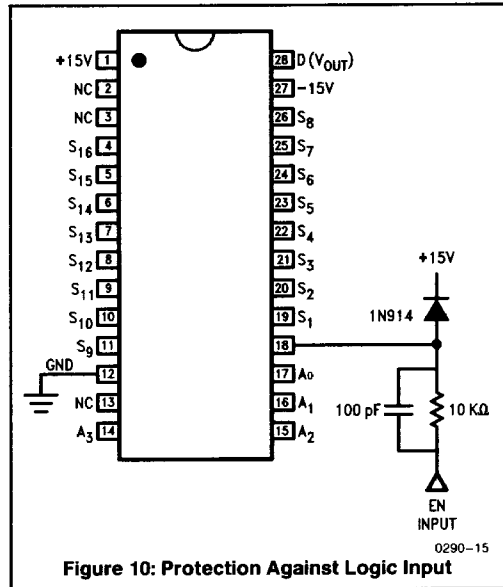 +15V 1
NC 2
NC 3
S16 4
S15 5
S14 6
S13 7
S12 8
S11 9
S10 10
S9 11
GND 12
NC 13
A3 14
28 D (VOUT)
27 -15V
26 S8
25 S7
24 S6
23 S5
22 S4
21 S3
20 S2
19 S1
18
17 A0
16 A1
15 A2
+15V
1N914
100 pF
10 KΩ
EN
INPUT
0290-15
Figure 10: Protection Against Logic Input